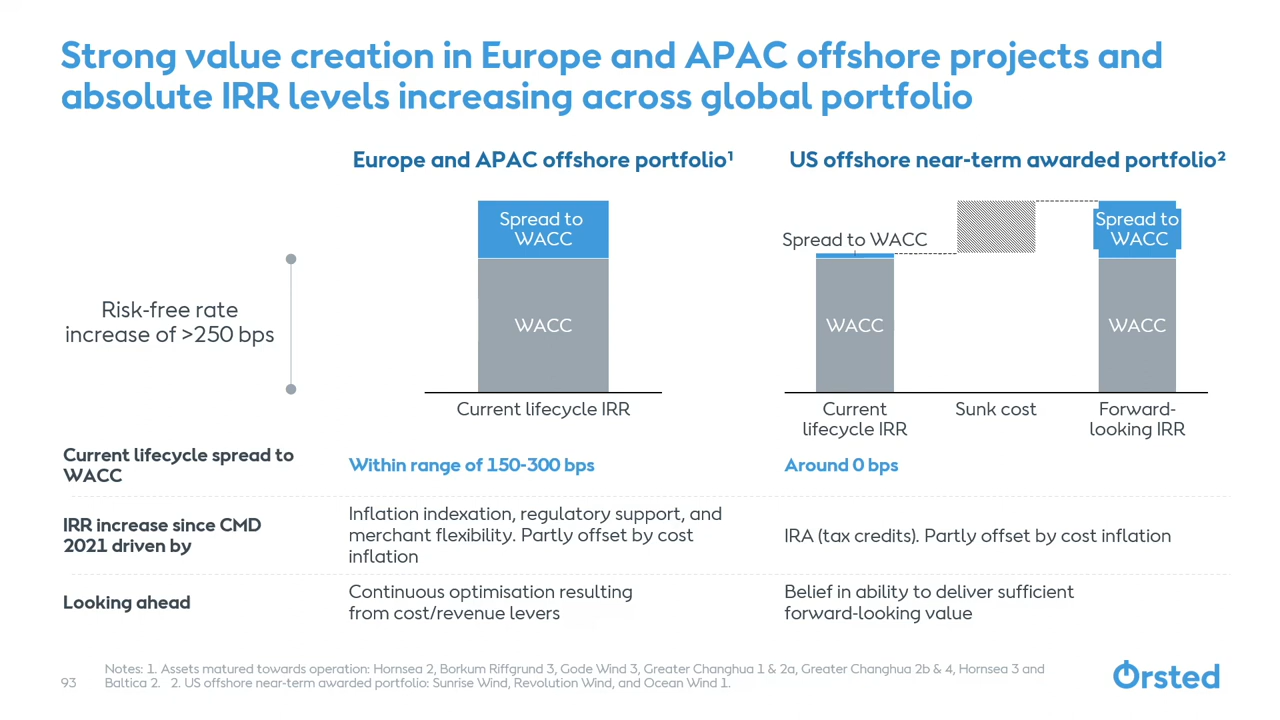 Strong value creation in Europe and APAC offshore projects and
absolute IRR levels increasing across global portfolio
Europe and APAC offshore portfolio¹
US offshore near-term awarded portfolio²
Risk-free rate
increase of >250 bps
Spread to
WACC
WACC
Current lifecycle IRR
Spread to WACC
WACC
Current
lifecycle IRR
Sunk cost
Spread to
WACC
WACC
Forward-
looking IRR
Current lifecycle spread to
WACC
Within range of 150-300 bps
Around 0 bps
IRR increase since CMD
2021 driven by
Inflation indexation, regulatory support, and
merchant flexibility. Partly offset by cost
inflation
IRA (tax credits). Partly offset by cost inflation
Looking ahead
Continuous optimisation resulting
from cost/revenue levers
Belief in ability to deliver sufficient
forward-looking value
93
Notes: 1. Assets matured towards operation: Hornsea 2, Borkum Riffgrund 3, Gode Wind 3, Greater Changhua 1 & 2a, Greater Changhua 2b & 4, Hornsea 3 and
Baltica 2. 2. US offshore near-term awarded portfolio: Sunrise Wind, Revolution Wind, and Ocean Wind 1.
Ørsted